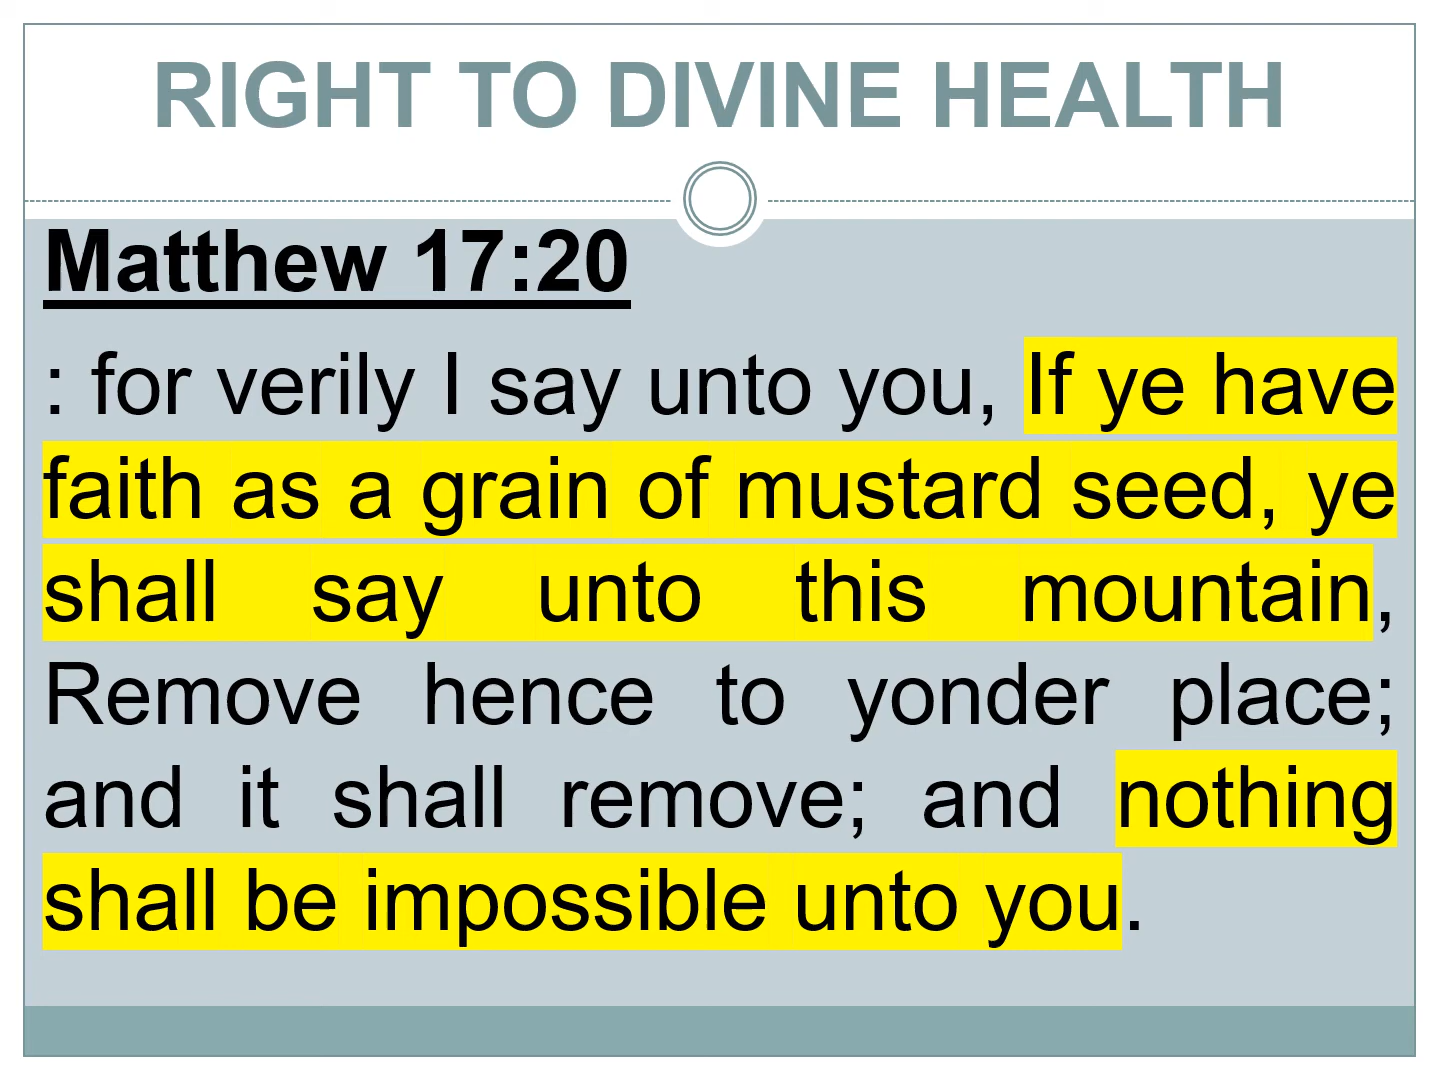 RIGHT TO DIVINE HEALTH
Matthew 17:20
: for verily I say unto you, If ye have
faith as a grain of mustard seed, ye
shall say unto this mountain,
Remove hence to yonder place;
and it shall remove; and nothing
shall be impossible unto you.